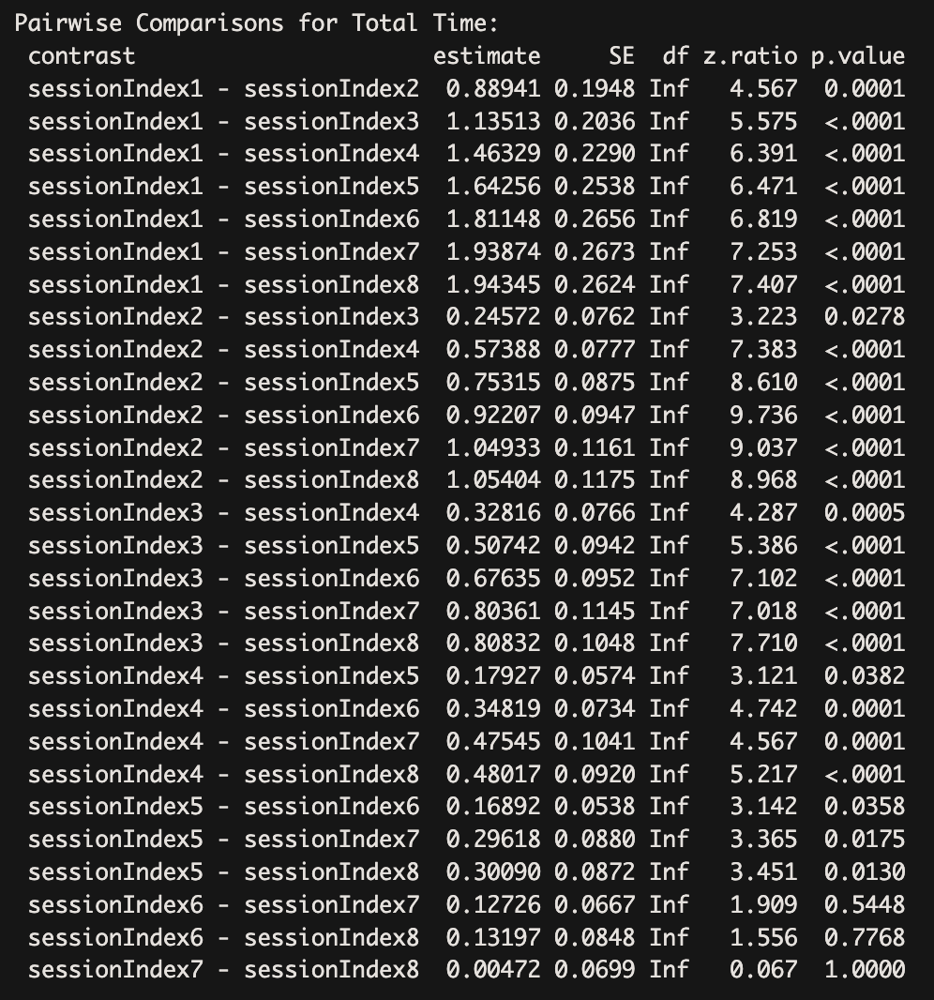 Pairwise Comparisons for Total Time:
contrast estimate SE df z.ratio p.value
sessionIndex1 - sessionIndex2 0.88941 0.1948 Inf 4.567 0.0001
sessionIndex1 - sessionIndex3 1.13513 0.2036 Inf 5.575 <.0001
sessionIndex1 - sessionIndex4 1.46329 0.2290 Inf 6.391 <.0001
sessionIndex1 - sessionIndex5 1.64256 0.2538 Inf 6.471 <.0001
sessionIndex1 - sessionIndex6 1.81148 0.2656 Inf 6.819 <.0001
sessionIndex1 - sessionIndex7 1.93874 0.2673 Inf 7.253 <.0001
sessionIndex1 - sessionIndex8 1.94345 0.2624 Inf 7.407 <.0001
sessionIndex2 - sessionIndex3 0.24572 0.0762 Inf 3.223 0.0278
sessionIndex2 - sessionIndex4 0.57388 0.0777 Inf 7.383 <.0001
sessionIndex2 - sessionIndex5 0.75315 0.0875 Inf 8.610 <.0001
sessionIndex2 - sessionIndex6 0.92207 0.0947 Inf 9.736 <.0001
sessionIndex2 - sessionIndex7 1.04933 0.1161 Inf 9.037 <.0001
sessionIndex2 - sessionIndex8 1.05404 0.1175 Inf 8.968 <.0001
sessionIndex3 - sessionIndex4 0.32816 0.0766 Inf 4.287 0.0005
sessionIndex3 - sessionIndex5 0.50742 0.0942 Inf 5.386 <.0001
sessionIndex3 - sessionIndex6 0.67635 0.0952 Inf 7.102 <.0001
sessionIndex3 - sessionIndex7 0.80361 0.1145 Inf 7.018 <.0001
sessionIndex3 - sessionIndex8 0.80832 0.1048 Inf 7.710 <.0001
sessionIndex4 - sessionIndex5 0.17927 0.0574 Inf 3.121 0.0382
sessionIndex4 - sessionIndex6 0.34819 0.0734 Inf 4.742 0.0001
sessionIndex4 - sessionIndex7 0.47545 0.1041 Inf 4.567 0.0001
sessionIndex4 - sessionIndex8 0.48017 0.0920 Inf 5.217 <.0001
sessionIndex5 - sessionIndex6 0.16892 0.0538 Inf 3.142 0.0358
sessionIndex5 - sessionIndex7 0.29618 0.0880 Inf 3.365 0.0175
sessionIndex5 - sessionIndex8 0.30090 0.0872 Inf 3.451 0.0130
sessionIndex6 - sessionIndex7 0.12726 0.0667 Inf 1.909 0.5448
sessionIndex6 - sessionIndex8 0.13197 0.0848 Inf 1.556 0.7768
sessionIndex7 - sessionIndex8 0.00472 0.0699 Inf 0.067 1.0000